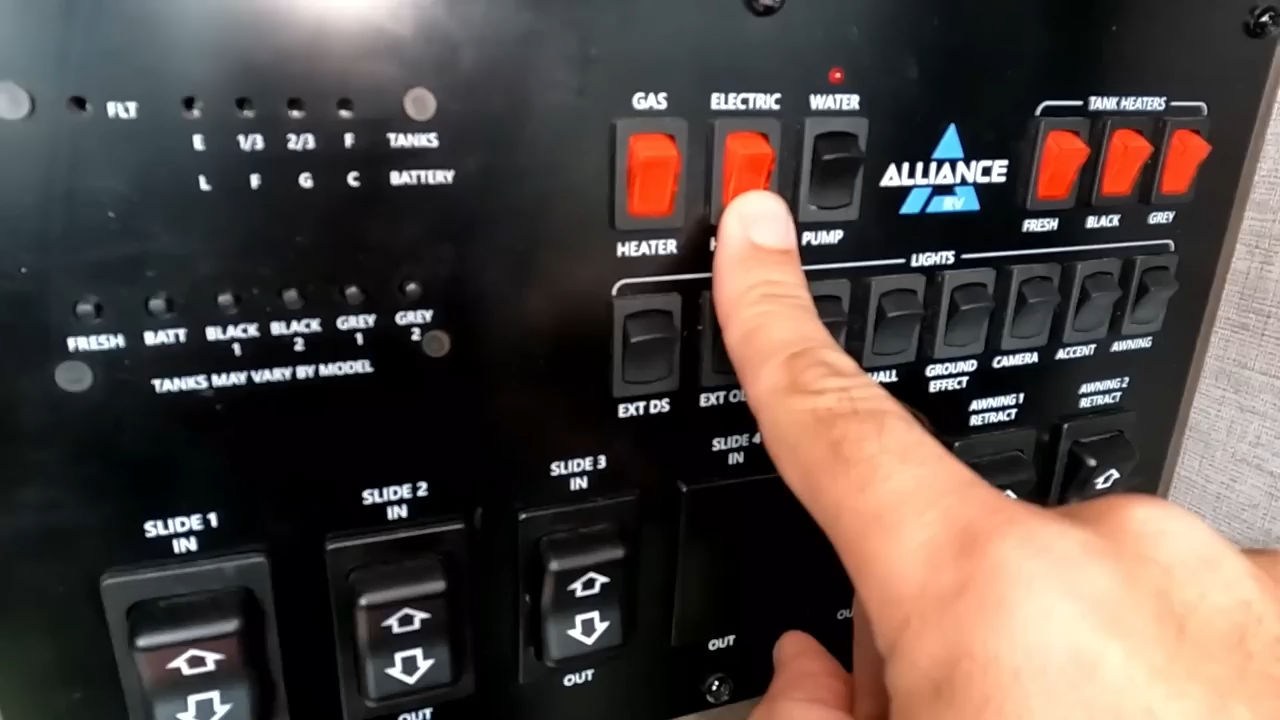 FLT
E 1/3 2/3 F TANKS
L F G C BATTERY
FRESH BATT BLACK 1 BLACK 2 GREY 1 GREY 2
TANKS MAY VARY BY MODEL
GAS ELECTRIC WATER
HEATER PUMP
ALLIANCE
RV
TANK HEATERS
FRESH BLACK GREY
LIGHTS
EXT DS EXT GROUND EFFECT CAMERA ACCENT AWNING
AWNING 1 RETRACT
AWNING 2 RETRACT
SLIDE 1 IN
SLIDE 2 IN
SLIDE 3 IN
SLIDE 4 IN
OUT
OUT
OUT